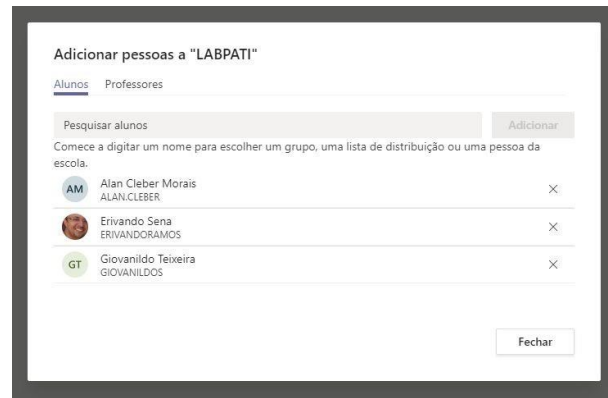 Adicionar pessoas a "LABPATI"
Alunos Professores
Pesquisar alunos Adicionar
Comece a digitar um nome para escolher um grupo, uma lista de distribuição ou uma pessoa da
escola.
AM Alan Cleber Morais
ALAN.CLEBER
Erivando Sena
ERIVANDORAMOS
GT Giovanildo Teixeira
GIOVANILDOS
Fechar